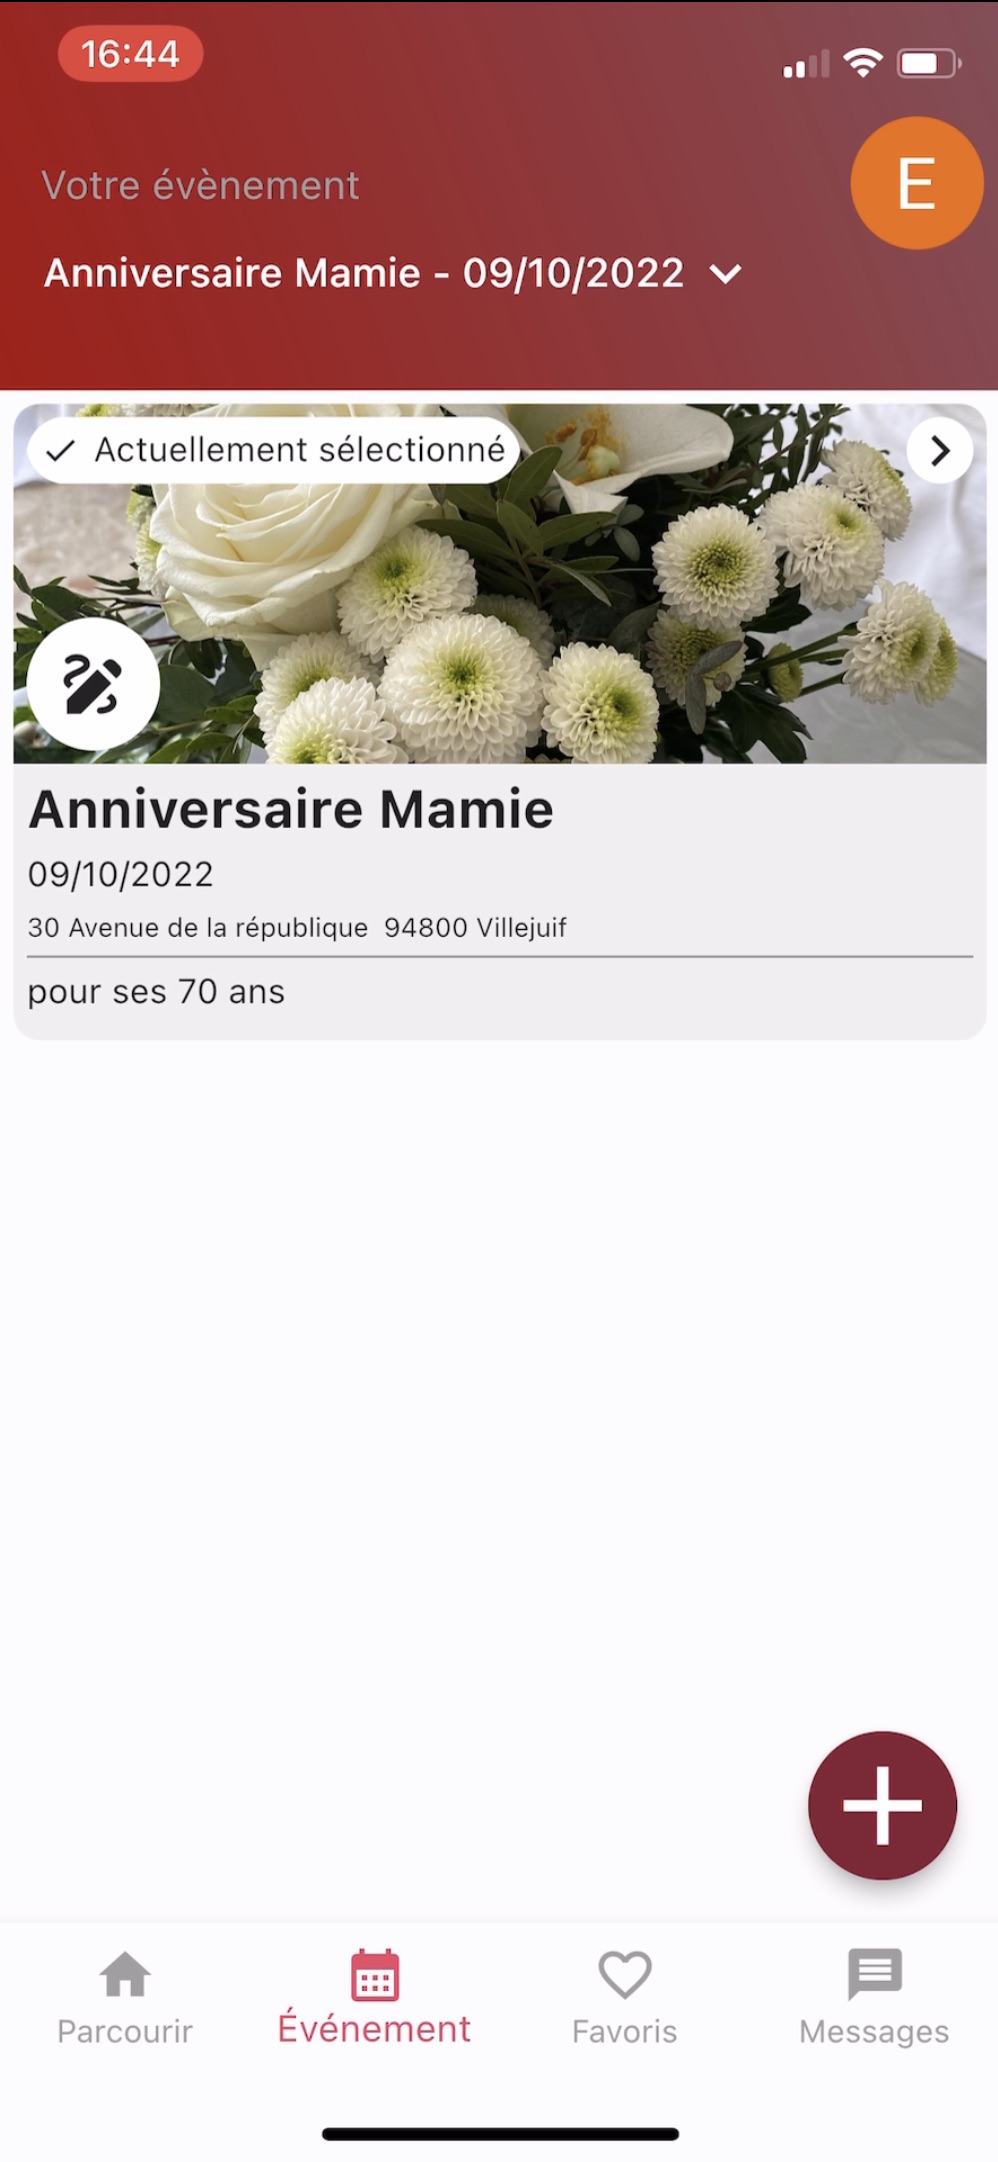 16:44
Votre évènement
E
Anniversaire Mamie - 09/10/2022
Actuellement sélectionné
Anniversaire Mamie
09/10/2022
30 Avenue de la république  94800 Villejuif
pour ses 70 ans
Parcourir
Événement
Favoris
Messages